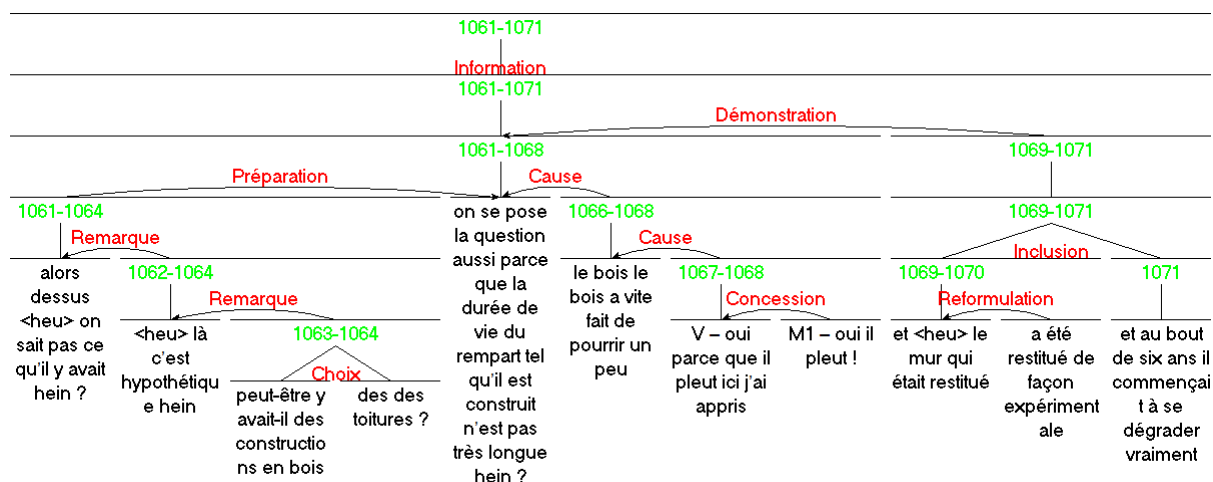 1061-1071
Information
1061-1071
Démonstration
1061-1068
1069-1071
Préparation
Cause
1061-1064
1066-1068
1069-1071
Remarque
Cause
Inclusion
alors
dessus
<heu> on
sait pas ce
qu'il y avait
hein ?
1062-1064
Remarque
<heu> là
c'est
hypothétiqu
e hein
1063-1064
Choix
peut-être y
avait-il des
constructio
ns en bois
des des
toitures ?
on se pose
la question
aussi parce
que la
durée de
vie du
rempart tel
qu'il est
construit
n'est pas
très longue
hein ?
le bois le
bois a vite
fait de
pourrir un
peu
1067-1068
Concession
V – oui
parce que il
pleut ici j'ai
appris
M1 – oui il
pleut !
1069-1070
Reformulation
et <heu> le
mur qui
était restitué
a été
restitué de
façon
expériment
ale
1071
et au bout
de six ans il
commençai
t à se
dégrader
vraiment